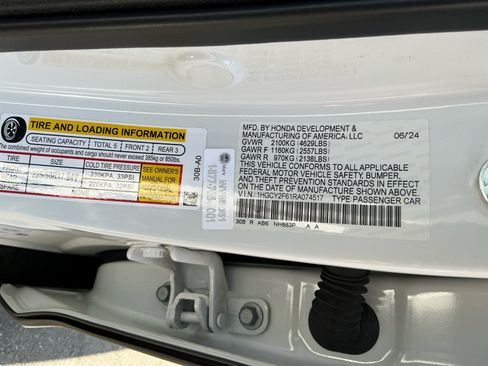 TIRE AND LOADING INFORMATION
SEATING CAPACITY TOTAL 5 FRONT 2 REAR 3
The combined weight of occupants and cargo should never exceed 385kg or 850lbs.
TIRE SIZE COLD TIRE PRESSURE
220KPA, 33PSI
220KPA, 32PSI
SEE OWNER'S MANUAL FOR
30B-A0
MFD BY HONDA DEVELOPMENT &
MANUFACTURING OF AMERICA, LLC 06/24
GVWR 2100KG (4629LBS)
GAWR F 1160KG (2557LBS)
GAWR R 970KG (2138LBS)
THIS VEHICLE CONFORMS TO ALL APPLICABLE
FEDERAL MOTOR VEHICLE SAFETY, BUMPER,
AND THEFT PREVENTION STANDARDS IN EFFECT
ON THE DATE OF MANUFACTURE SHOWN ABOVE.
V.I.N: 1HGCY2F61RA074517 TYPE PASSENGER CAR
30B R AB6 NH883P A A